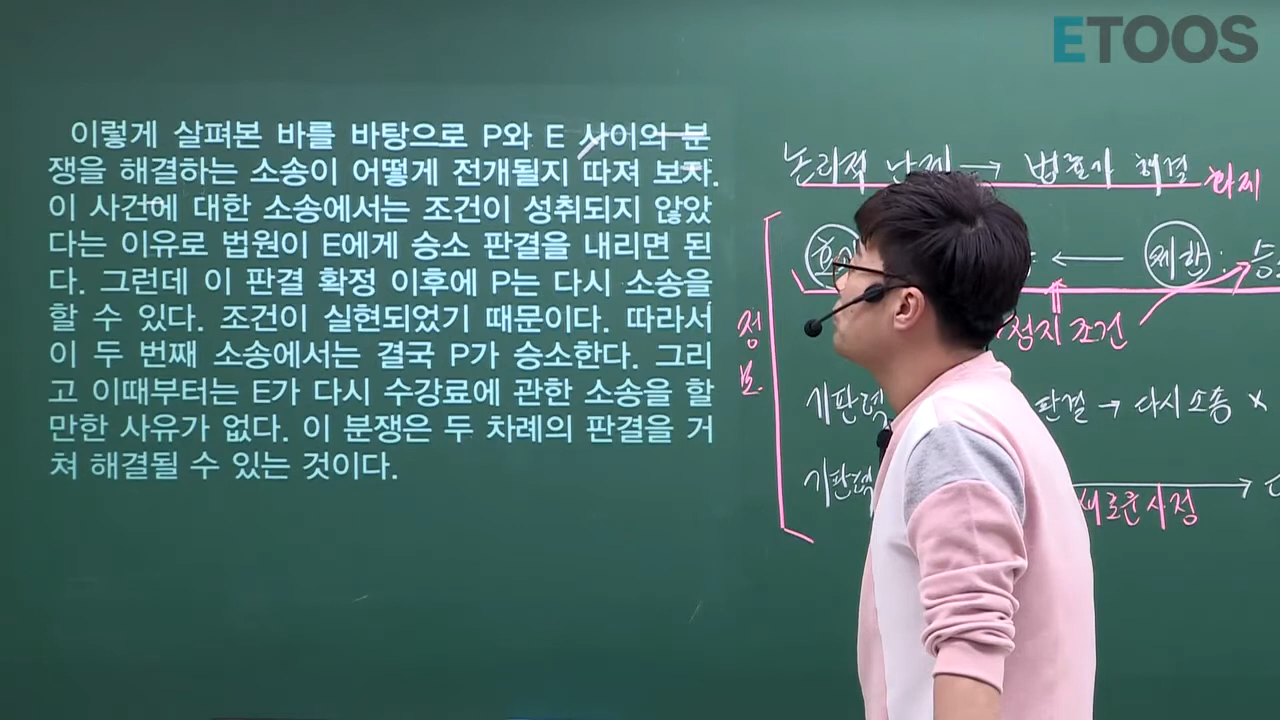 ETOOS
이렇게 살펴본 바를 바탕으로 P와 E 사이의 분
쟁을 해결하는 소송이 어떻게 전개될지 따져 보자.
이 사건에 대한 소송에서는 조건이 성취되지 않았
다는 이유로 법원이 E에게 승소 판결을 내리면 된
다. 그런데 이 판결 확정 이후에 P는 다시 소송을
할 수 있다. 조건이 실현되었기 때문이다. 따라서
이 두 번째 소송에서는 결국 P가 승소한다. 그리
고 이때부터는 E가 다시 수강료에 관한 소송을 할
만한 사유가 없다. 이 분쟁은 두 차례의 판결을 거
쳐 해결될 수 있는 것이다.
논리적 난제 → 법률가 해결 화제
제한
정지 조건
정보
기판력 판결 → 다시 소송 ×
기판력
새로운 사정